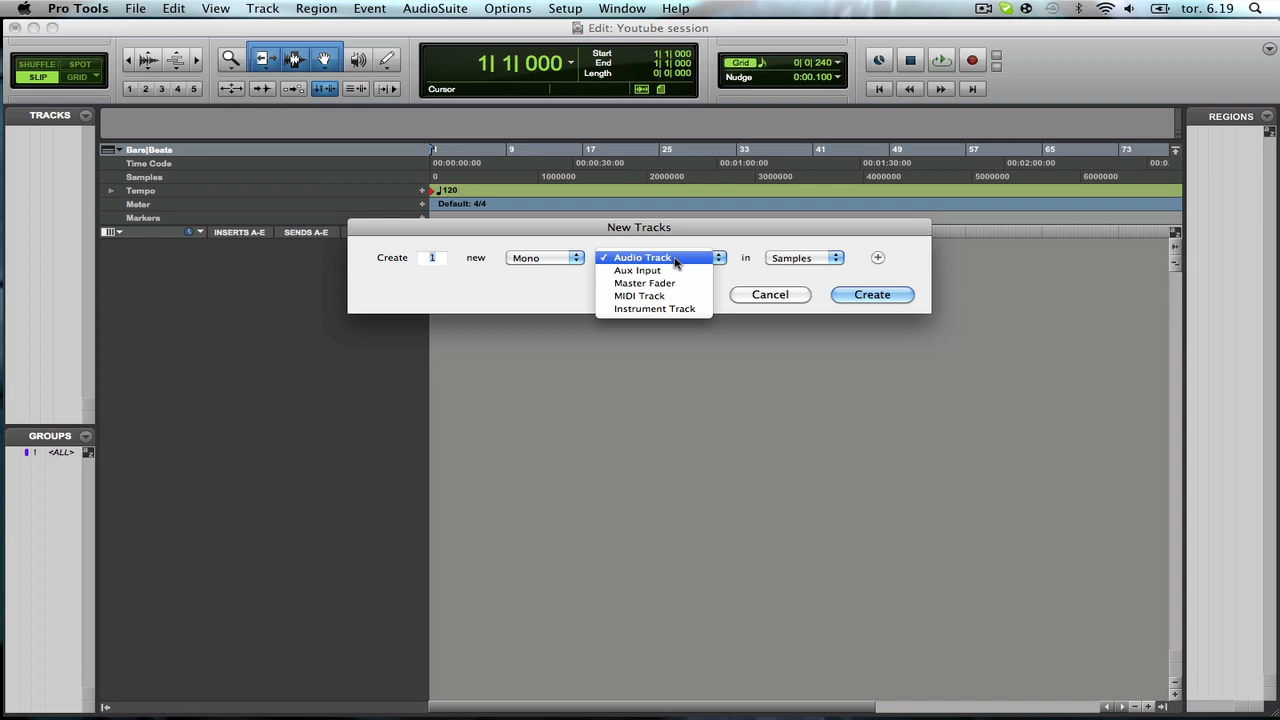 Pro Tools File Edit View Track Region Event AudioSuite Options Setup Window Help tor. 6.19
Edit: Youtube session
SHUFFLE SPOT
SLIP GRID
1 2 3 4 5
1| 1| 000
Start 1| 1| 000
End 1| 1| 000
Length 0| 0| 000
Cursor
Grid 0| 0| 240
Nudge 0:00.100
TRACKS
REGIONS
Bars|Beats 1 9 17 25 33 41 49 57 65 73
Time Code 00:00:00:00 00:00:30:00 00:01:00:00 00:01:30:00 00:02:00:00 00:0
Samples 0 1000000 2000000 3000000 4000000 5000000 6000000
Tempo 120
Meter Default: 4/4
Markers
INSERTS A-E SENDS A-E
New Tracks
Create 1 new Mono Audio Track in Samples
Aux Input
Master Fader
MIDI Track
Instrument Track
Cancel Create
GROUPS
! <ALL>